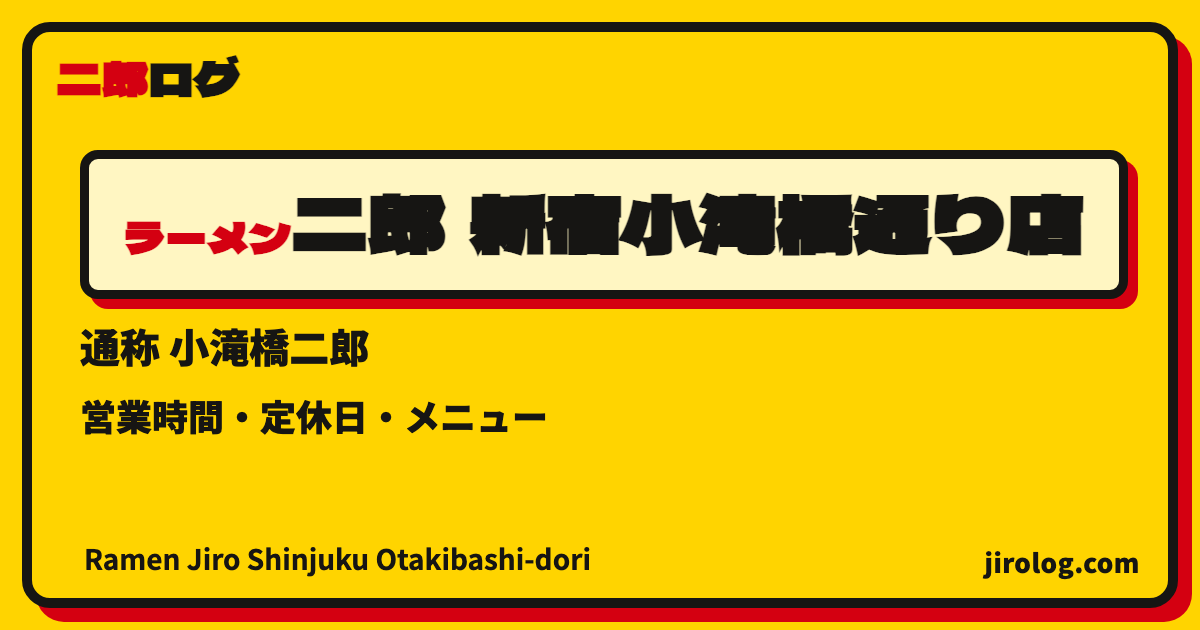 二郎ログ
ラーメン二郎 新宿小滝橋通り店
通称 小滝橋二郎
営業時間・定休日・メニュー
Ramen Jiro Shinjuku Otakibashi-dori
jirolog.com